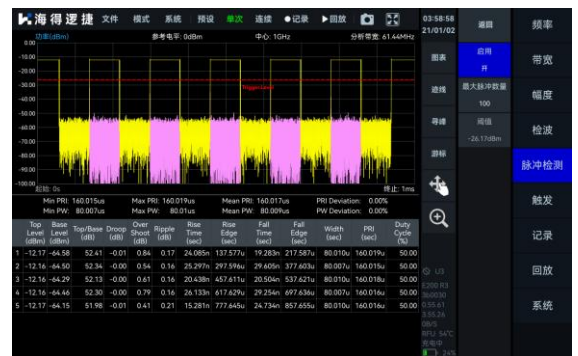 海得逻捷 文件 模式 系统 预设 单次 连续 ●记录 ▶回放
03:58:58
21/01/02
功率(dBm) 参考电平: 0dBm 中心: 1GHz 分析带宽: 61.44MHz
0.00
-10.00
-20.00
-30.00
-40.00
-50.00
-60.00
-70.00
-80.00
-90.00
-100.00
Trigger Level
起始: 0s 终止: 1ms
Min PRI: 160.015us Max PRI: 160.019us Mean PRI: 160.017us PRI Deviation: 0.00%
Min PW: 80.007us Max PW: 80.01us Mean PW: 80.009us PW Deviation: 0.00%
Top Level (dBm) Base Level (dBm) Top/Base (dB) Droop (dB) Over Shoot (dB) Ripple (dB) Rise Time (sec) Rise Edge (sec) Fall Time (sec) Fall Edge (sec) Width (sec) PRI (sec) Duty Cycle (%)
1 -12.17 -64.58 52.41 -0.01 0.84 0.17 24.085n 137.577u 19.283n 217.587u 80.010u 160.019u 50.00
2 -12.16 -64.50 52.34 -0.00 0.54 0.16 25.297n 297.596u 29.605n 377.603u 80.007u 160.015u 50.00
3 -12.16 -64.29 52.13 -0.00 0.61 0.16 20.438n 457.611u 20.504n 537.621u 80.010u 160.018u 50.00
4 -12.16 -64.46 52.30 -0.00 0.79 0.16 26.133n 617.629u 29.254n 697.636u 80.007u 160.016u 50.00
5 -12.17 -64.15 51.98 -0.01 0.41 0.16 15.281n 777.645u 24.734n 857.655u 80.010u 160.016u 50.00
图表
迹线
寻峰
游标
U3
E200 R3
RFU 54℃
充电中
24%
返回
启用
开
最大脉冲数量
100
阈值
-26.17dBm
频率
带宽
幅度
检波
脉冲检测
触发
记录
回放
系统